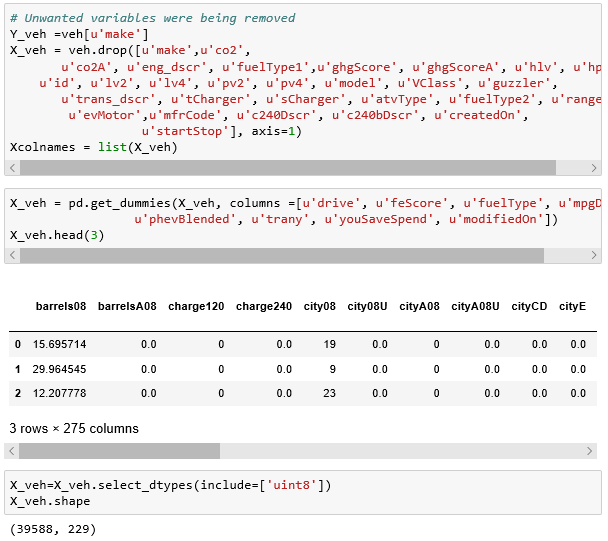 # Unwanted variables were being removed
Y_veh =veh[u'make']
X_veh = veh.drop([u'make',u'co2',
u'co2A', u'eng_dscr', u'fuelType1',u'ghgScore', u'ghgScoreA', u'hlv', u'hp
u'id', u'lv2', u'lv4', u'pv2', u'pv4', u'model', u'VClass', u'guzzler',
u'trans_dscr', u'tCharger', u'sCharger', u'atvType', u'fuelType2', u'range
u'evMotor',u'mfrCode', u'c240Dscr', u'c240bDscr', u'createdOn',
u'startStop'], axis=1)
Xcolnames = list(X_veh)
X_veh = pd.get_dummies(X_veh, columns =[u'drive', u'feScore', u'fuelType', u'mpgD
u'phevBlended', u'trany', u'youSaveSpend', u'modifiedOn'])
X_veh.head(3)
barrels08 barrelsA08 charge120 charge240 city08 city08U cityA08 cityA08U cityCD cityE
0 15.695714 0.0 0 0.0 19 0.0 0 0.0 0.0 0.0
1 29.964545 0.0 0 0.0 9 0.0 0 0.0 0.0 0.0
2 12.207778 0.0 0 0.0 23 0.0 0 0.0 0.0 0.0
3 rows × 275 columns
X_veh=X_veh.select_dtypes(include=['uint8'])
X_veh.shape
(39588, 229)